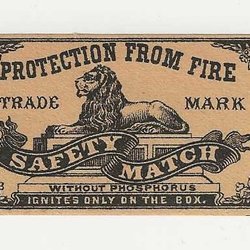 PROTECTION FROM FIRE
TRADE MARK
SAFETY MATCH
WITHOUT PHOSPHORUS
IGNITES ONLY ON THE BOX.